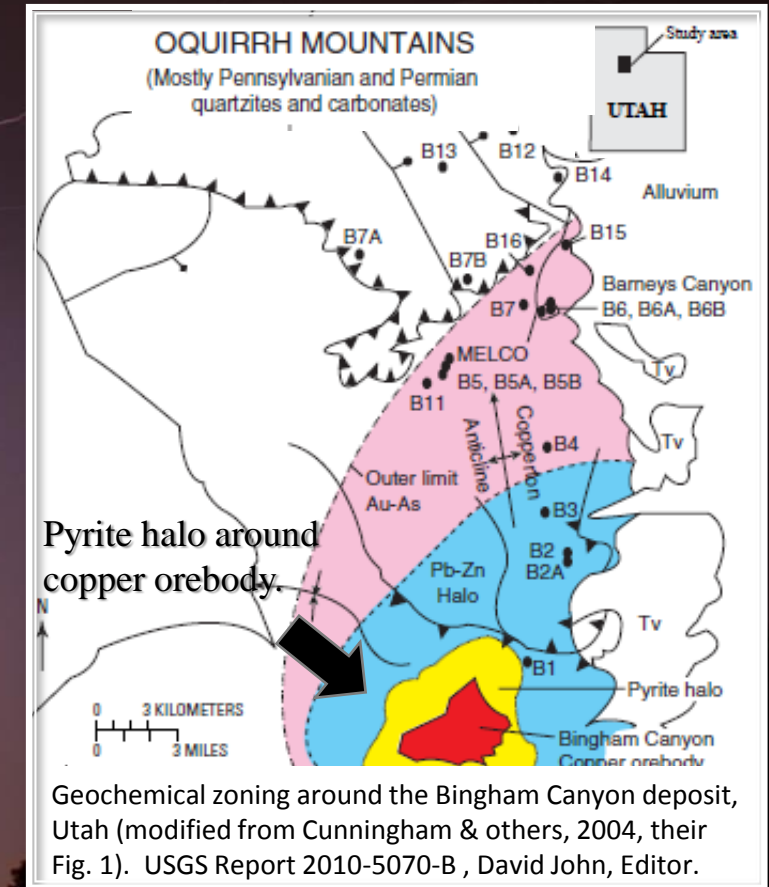 OQUIRRH MOUNTAINS
(Mostly Pennsylvanian and Permian
quartzites and carbonates)
Study area
UTAH
B13
B12
B14
Alluvium
B7A
B16
B15
B7B
Barneys Canyon
B7
B6, B6A, B6B
MELCO
B5, B5A, B5B
B11
Tv
Anticline
Copperton
B4
Tv
Outer limit
Au-As
B3
Pyrite halo around
copper orebody.
B2
B2A
Pb-Zn
Halo
N
Tv
B1
Pyrite halo
0 3 KILOMETERS
0 3 MILES
Bingham Canyon
Copper orebody
Geochemical zoning around the Bingham Canyon deposit,
Utah (modified from Cunningham & others, 2004, their
Fig. 1). USGS Report 2010-5070-B , David John, Editor.